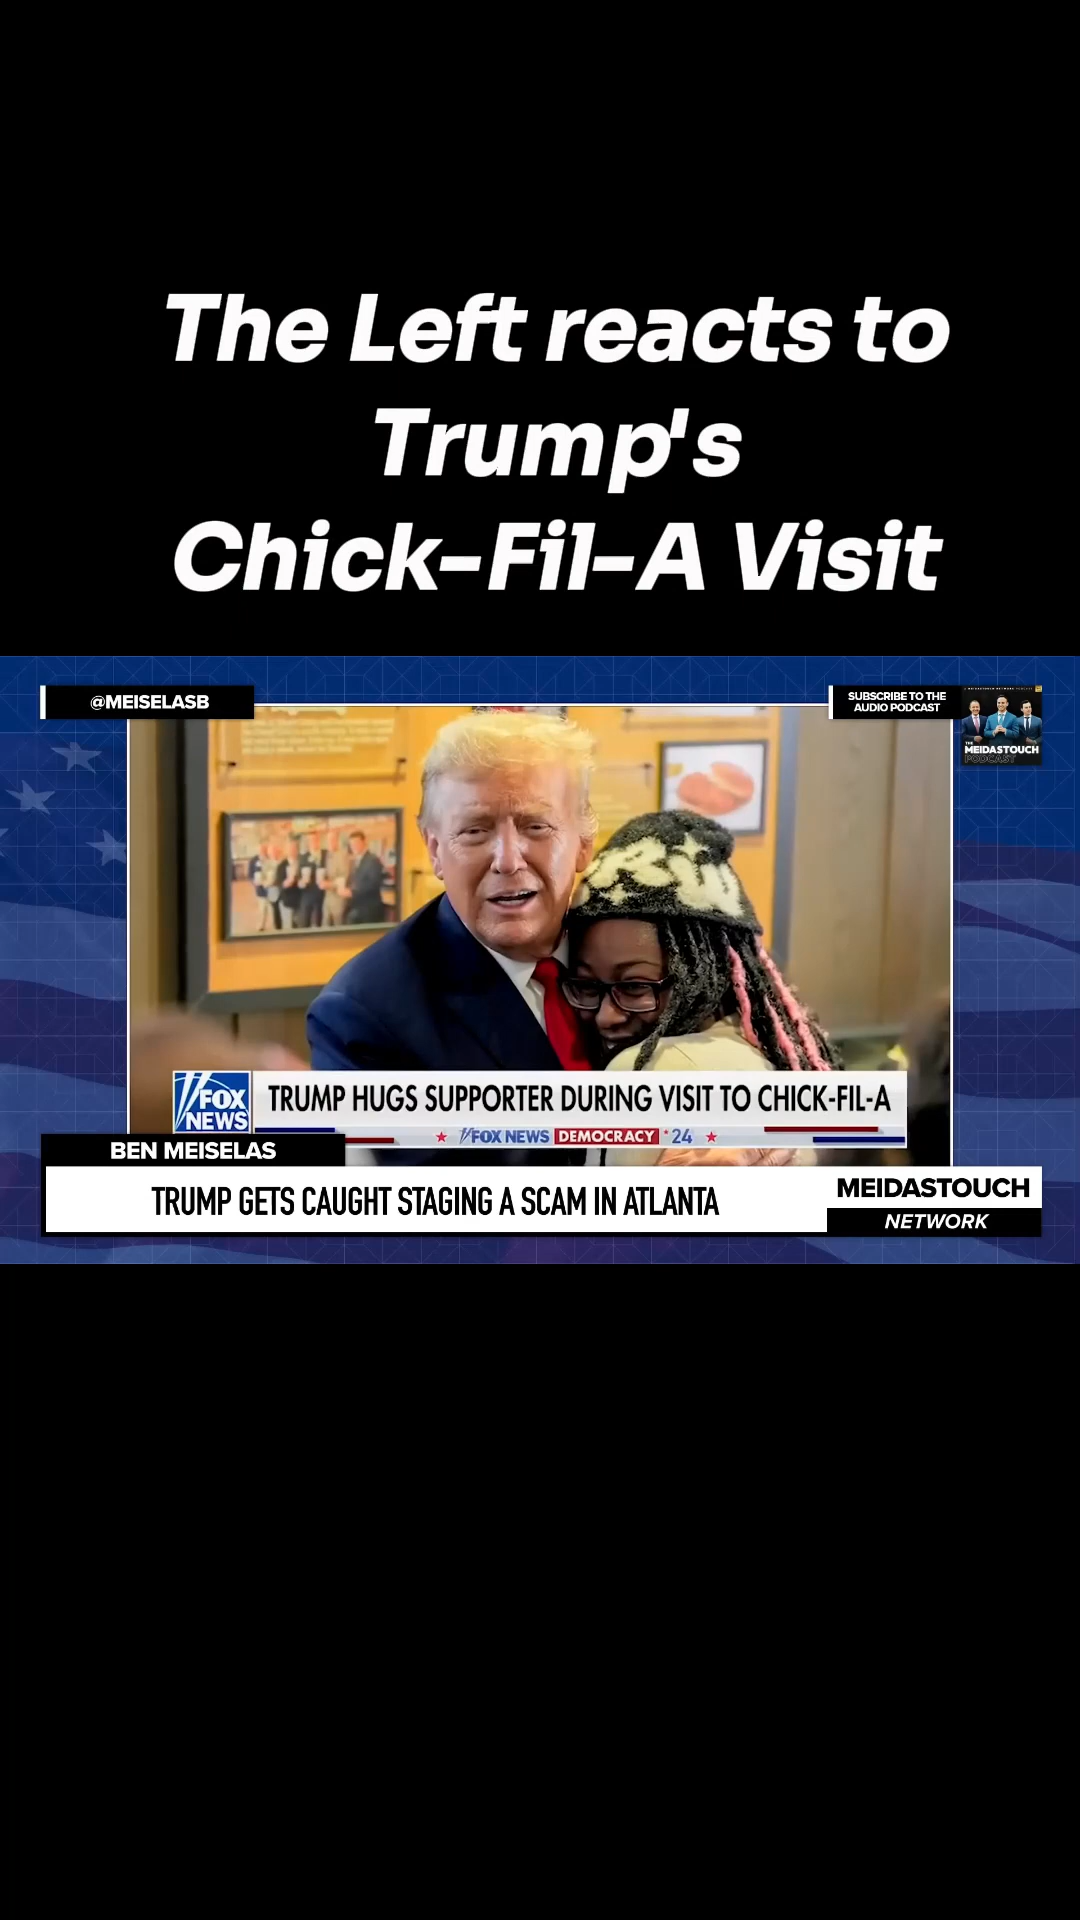 The Left reacts to
Trump's
Chick-Fil-A Visit
@MEISELASB
SUBSCRIBE TO THE
AUDIO PODCAST
THE
MEIDASTOUCH
PODCAST
FOX
NEWS
TRUMP HUGS SUPPORTER DURING VISIT TO CHICK-FIL-A
FOX NEWS DEMOCRACY '24
BEN MEISELAS
TRUMP GETS CAUGHT STAGING A SCAM IN ATLANTA
MEIDASTOUCH
NETWORK